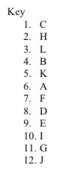 Key
1. C
2. H
3. L
4. B
5. K
6. A
7. F
8. D
9. E
10. I
11. G
12. J